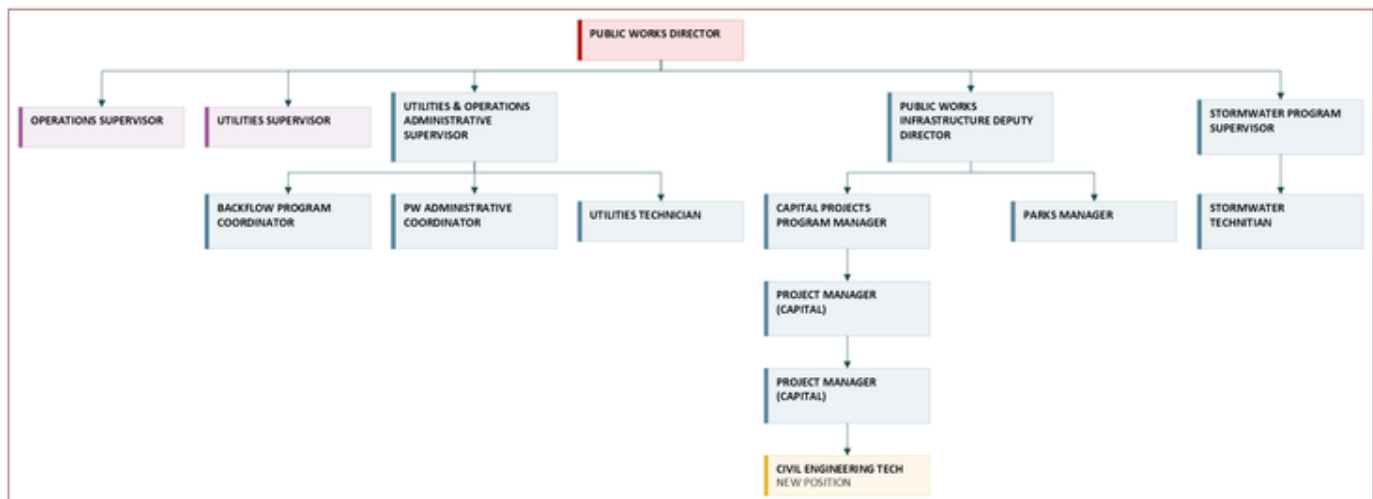 PUBLIC WORKS DIRECTOR
OPERATIONS SUPERVISOR
UTILITIES SUPERVISOR
UTILITIES & OPERATIONS
ADMINISTRATIVE
SUPERVISOR
PUBLIC WORKS
INFRASTRUCTURE DEPUTY
DIRECTOR
STORMWATER PROGRAM
SUPERVISOR
BACKFLOW PROGRAM
COORDINATOR
PW ADMINISTRATIVE
COORDINATOR
UTILITIES TECHNICIAN
CAPITAL PROJECTS
PROGRAM MANAGER
PARKS MANAGER
STORMWATER
TECHNITIAN
PROJECT MANAGER
(CAPITAL)
PROJECT MANAGER
(CAPITAL)
CIVIL ENGINEERING TECH
NEW POSITION